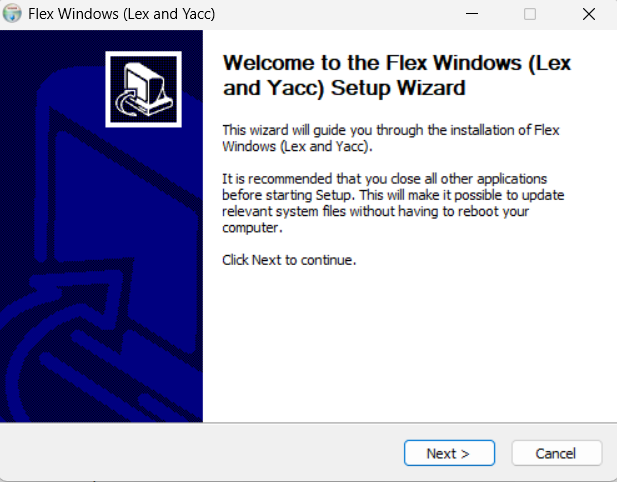 Flex Windows (Lex and Yacc)
Welcome to the Flex Windows (Lex
and Yacc) Setup Wizard
This wizard will guide you through the installation of Flex
Windows (Lex and Yacc).
It is recommended that you close all other applications
before starting Setup. This will make it possible to update
relevant system files without having to reboot your
computer.
Click Next to continue.
Next >
Cancel